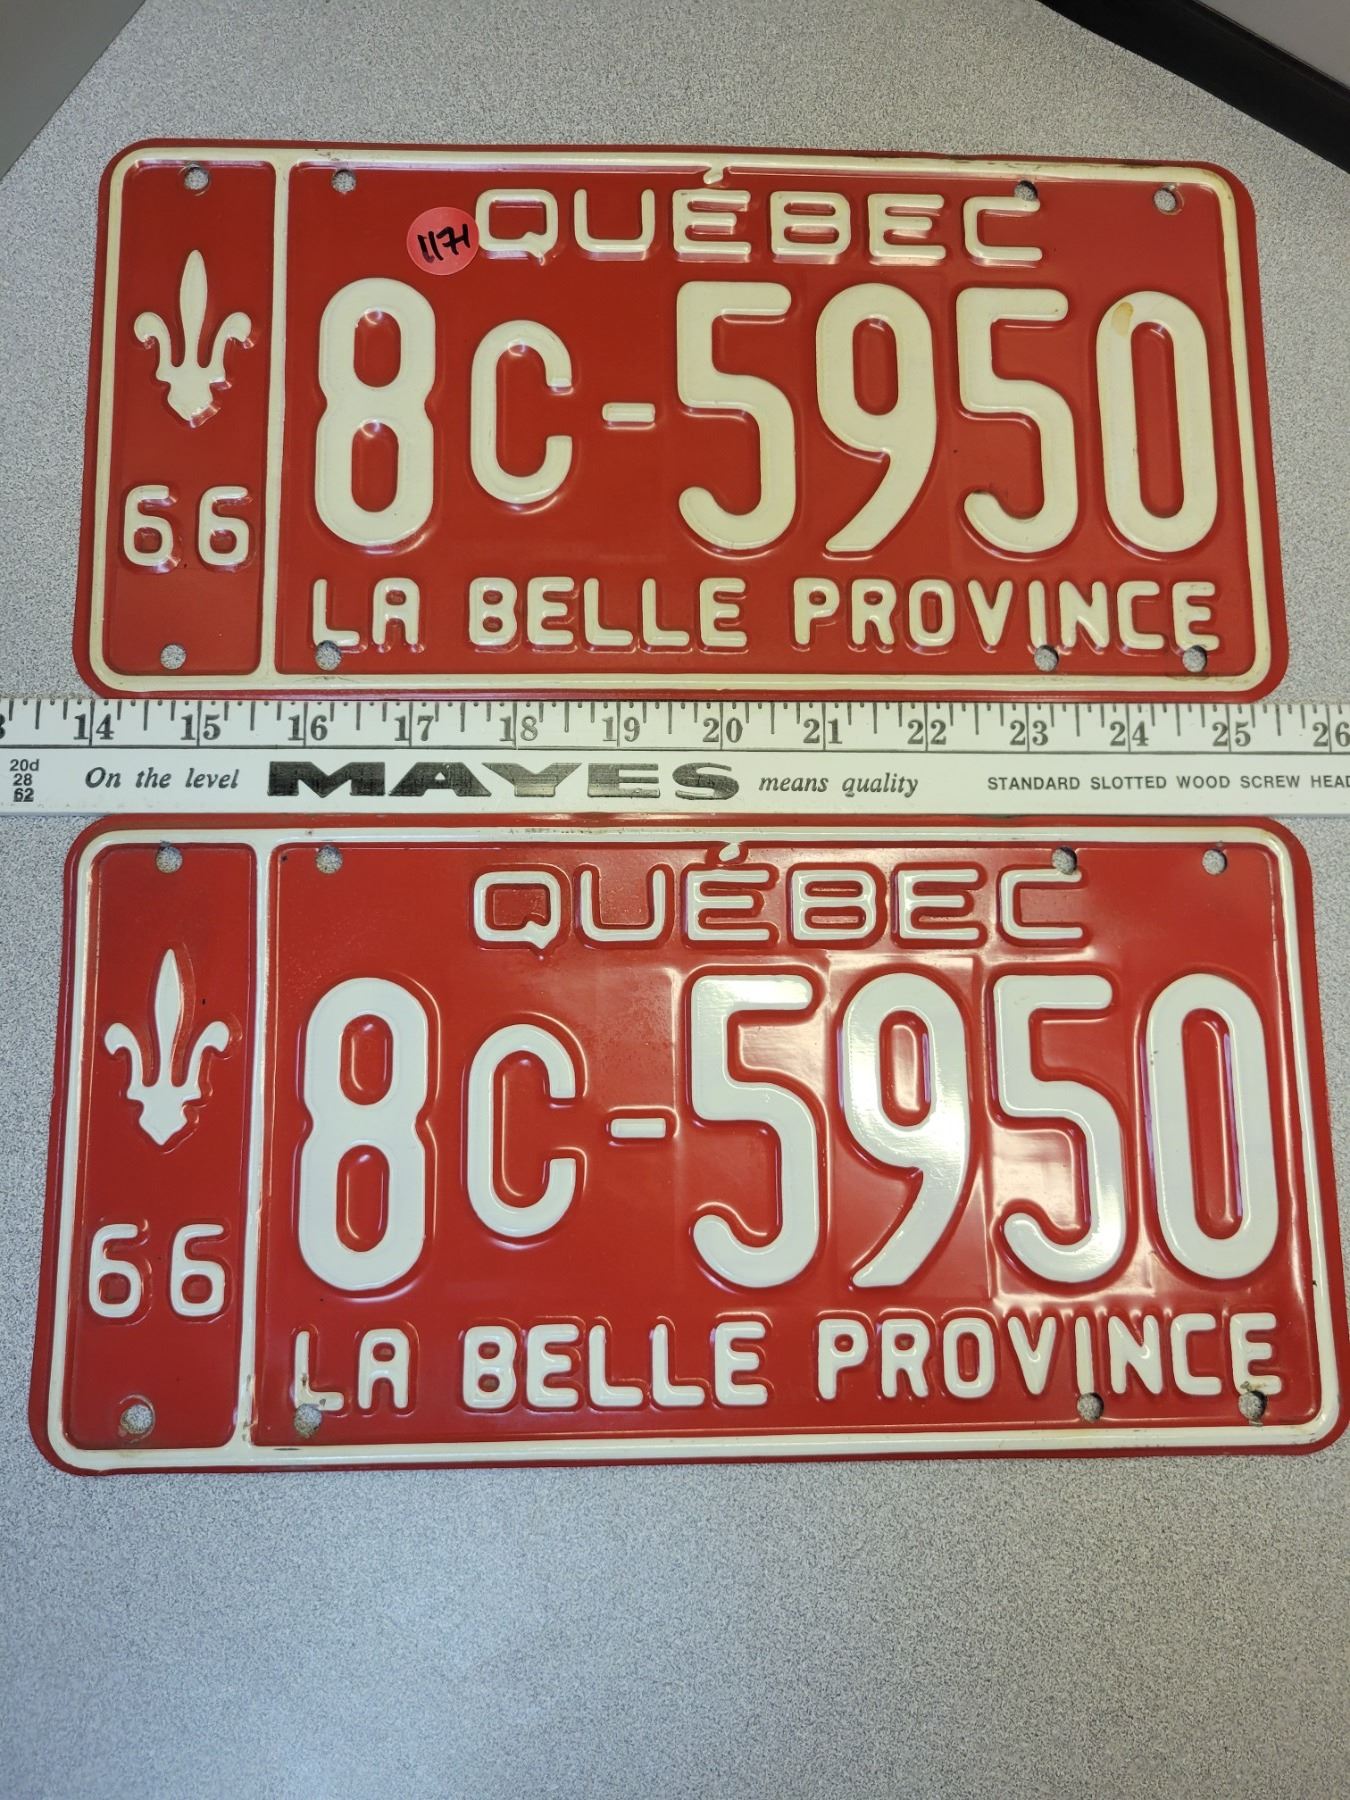 QUÉBEC
1171
8C-5950
66
LA BELLE PROVINCE
14 15 16 17 18 19 20 21 22 23 24 25 26
20d
28
62
On the level MAYES means quality STANDARD SLOTTED WOOD SCREW HEAD
QUÉBEC
8C-5950
66
LA BELLE PROVINCE